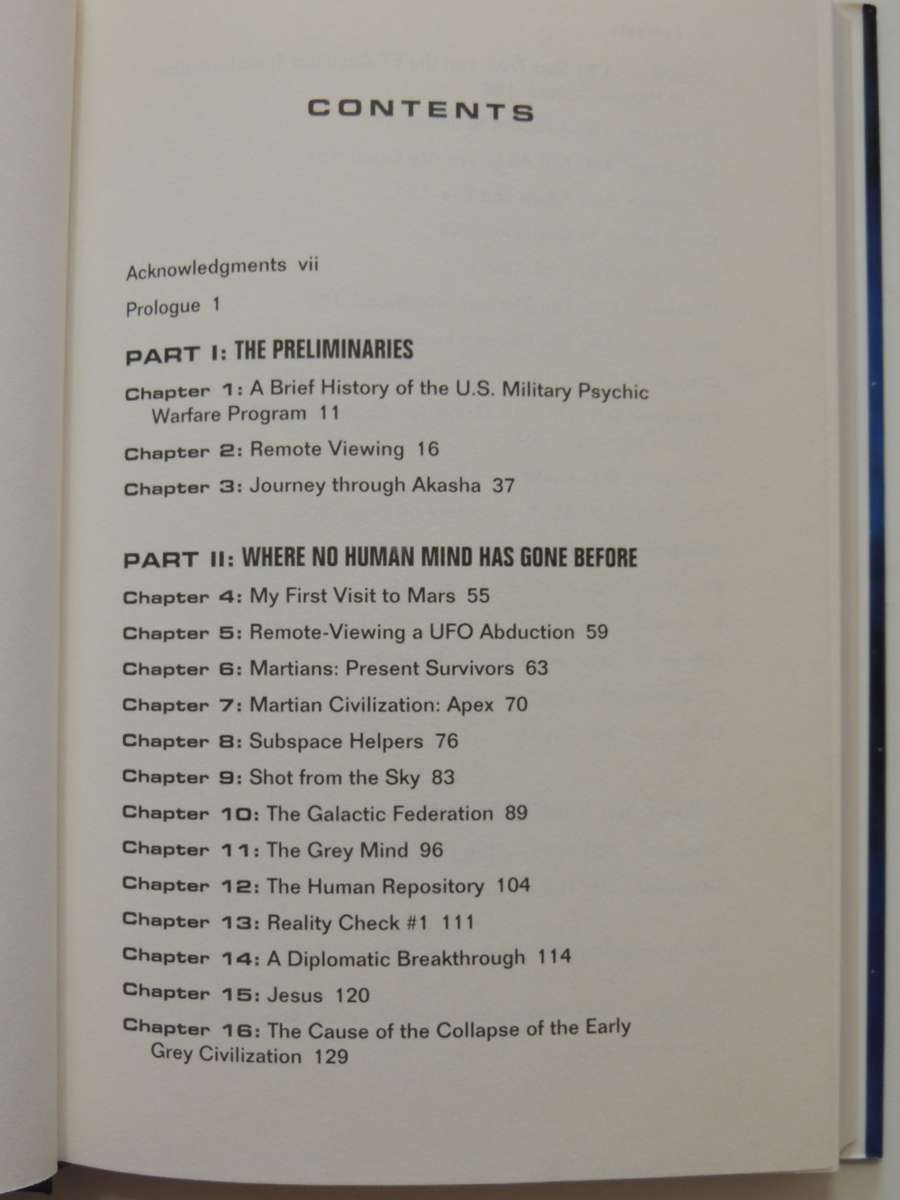 CONTENTS
Acknowledgments vii
Prologue 1
PART I: THE PRELIMINARIES
Chapter 1: A Brief History of the U.S. Military Psychic
Warfare Program 11
Chapter 2: Remote Viewing 16
Chapter 3: Journey through Akasha 37
PART II: WHERE NO HUMAN MIND HAS GONE BEFORE
Chapter 4: My First Visit to Mars 55
Chapter 5: Remote-Viewing a UFO Abduction 59
Chapter 6: Martians: Present Survivors 63
Chapter 7: Martian Civilization: Apex 70
Chapter 8: Subspace Helpers 76
Chapter 9: Shot from the Sky 83
Chapter 10: The Galactic Federation 89
Chapter 11: The Grey Mind 96
Chapter 12: The Human Repository 104
Chapter 13: Reality Check #1 111
Chapter 14: A Diplomatic Breakthrough 114
Chapter 15: Jesus 120
Chapter 16: The Cause of the Collapse of the Early
Grey Civilization 129